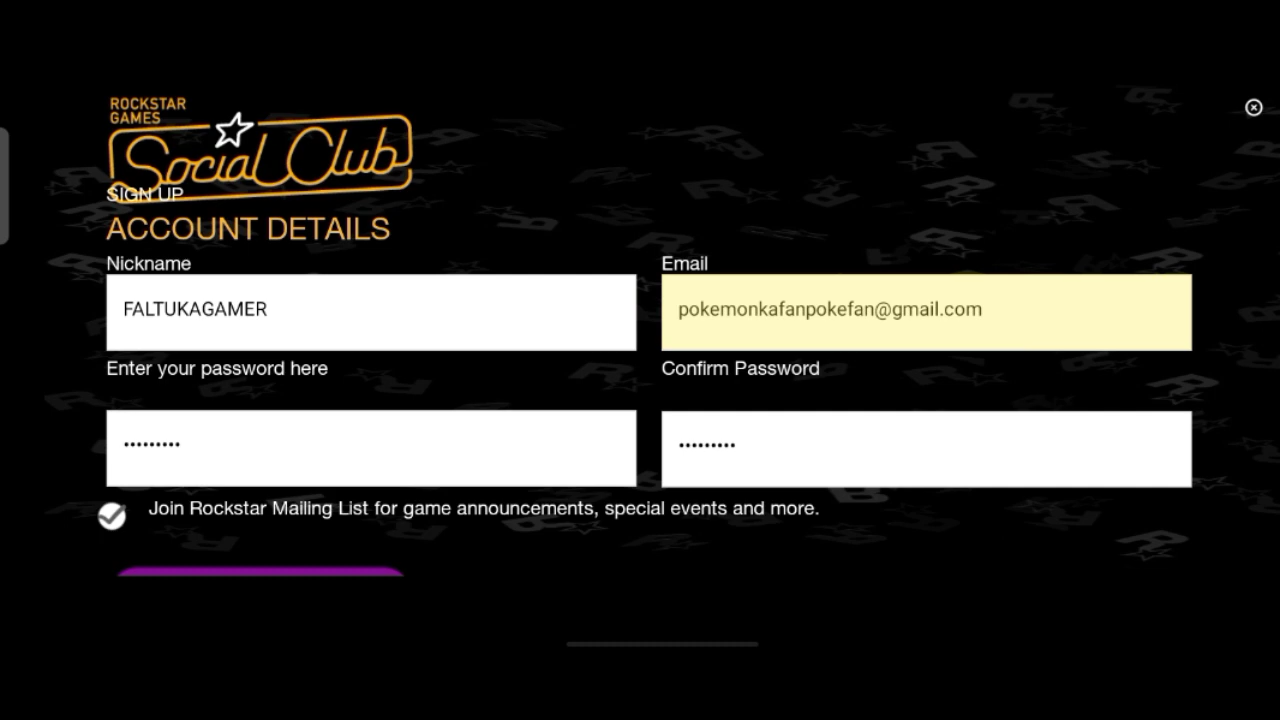 ROCKSTAR
GAMES
Social Club
SIGN UP
ACCOUNT DETAILS
Nickname
Email
FALTUKAGAMER
pokemonkafanpokefan@gmail.com
Enter your password here
Confirm Password
•••••••••
•••••••••
Join Rockstar Mailing List for game announcements, special events and more.